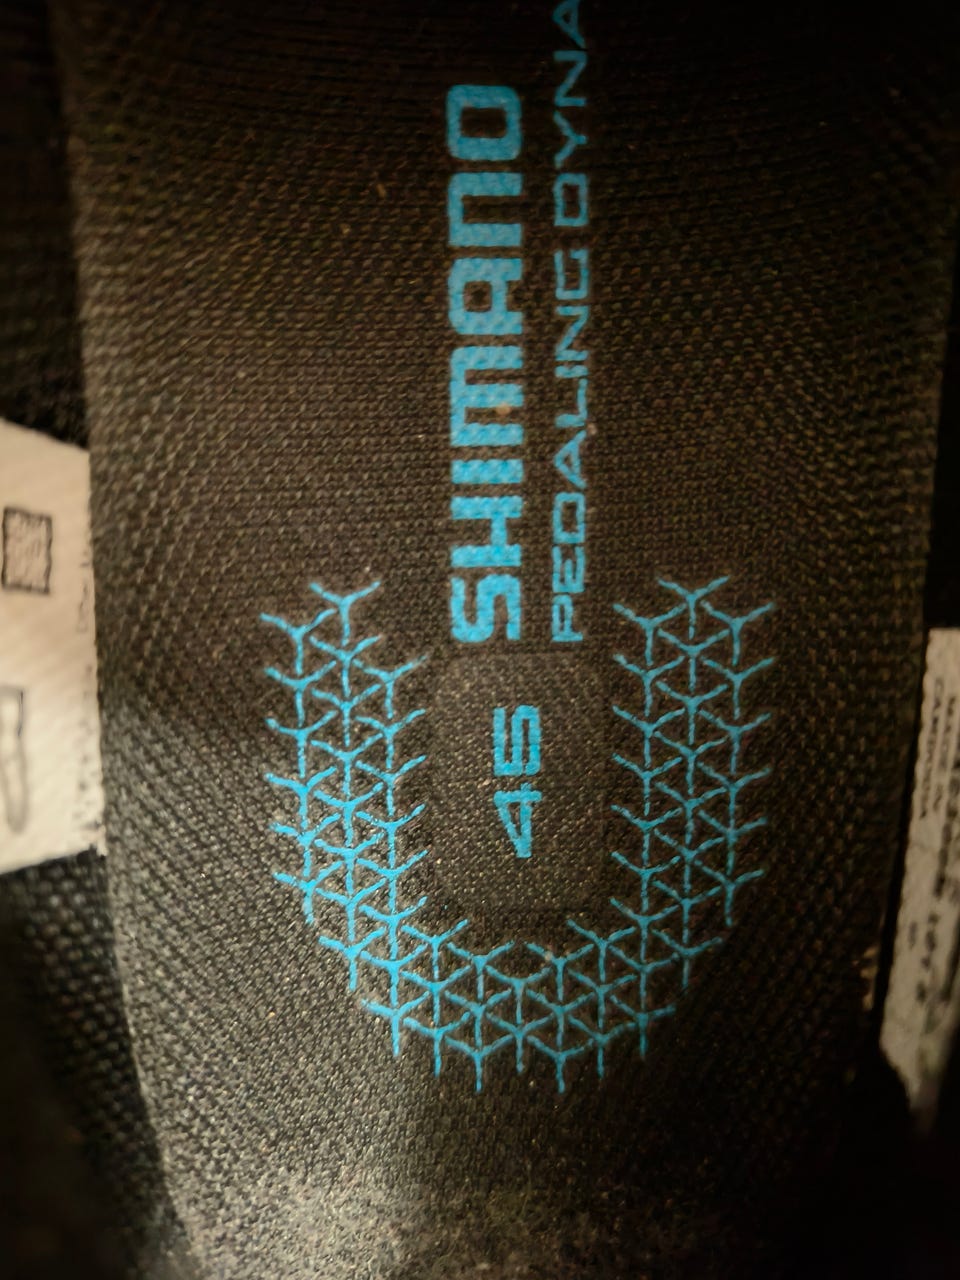 SHIMANO
PEDALING DYNA
45